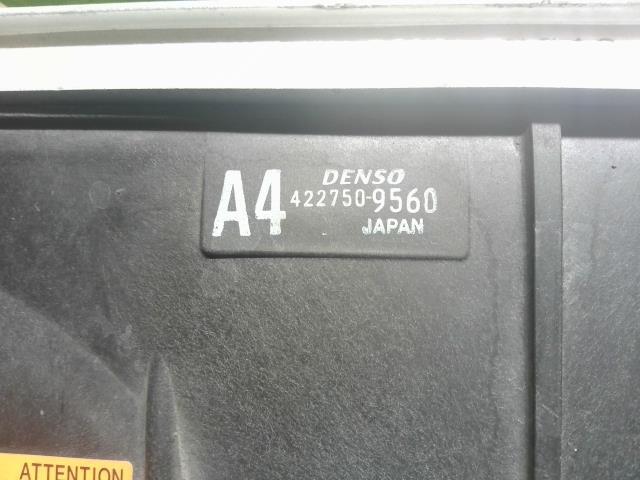 DENSO
A4 422750-9560
JAPAN
ATTENTION